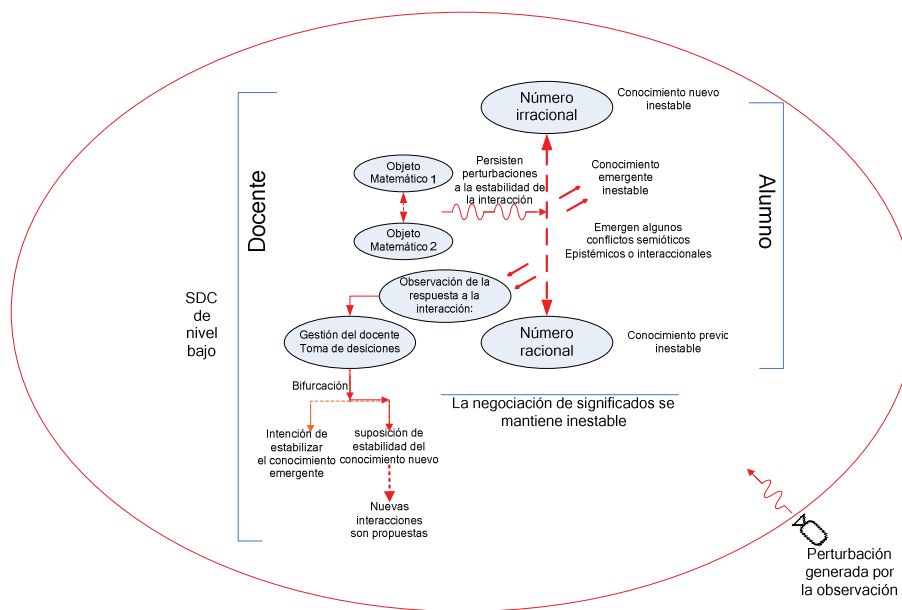 Número
irracional
Conocimiento nuevo
inestable
Objeto
Matemático 1
Persisten
perturbaciones
a la estabilidad de
la interacción
Conocimiento
emergente
inestable
Docente
Alumno
Objeto
Matemático 2
Emergen algunos
conflictos semióticos
Epistémicos o interaccionales
Observación de la
respuesta a la
interacción:
SDC
de
nivel
bajo
Gestión del docente
Toma de desiciones
Número
racional
Conocimiento previc
inestable
Bifurcación
La negociación de significados se
mantiene inestable
Intención de
estabilizar
el conocimiento
emergente
suposición de
estabilidad del
conocimiento nuevo
Nuevas
interacciones
son propuestas
Perturbación
generada por
la observación